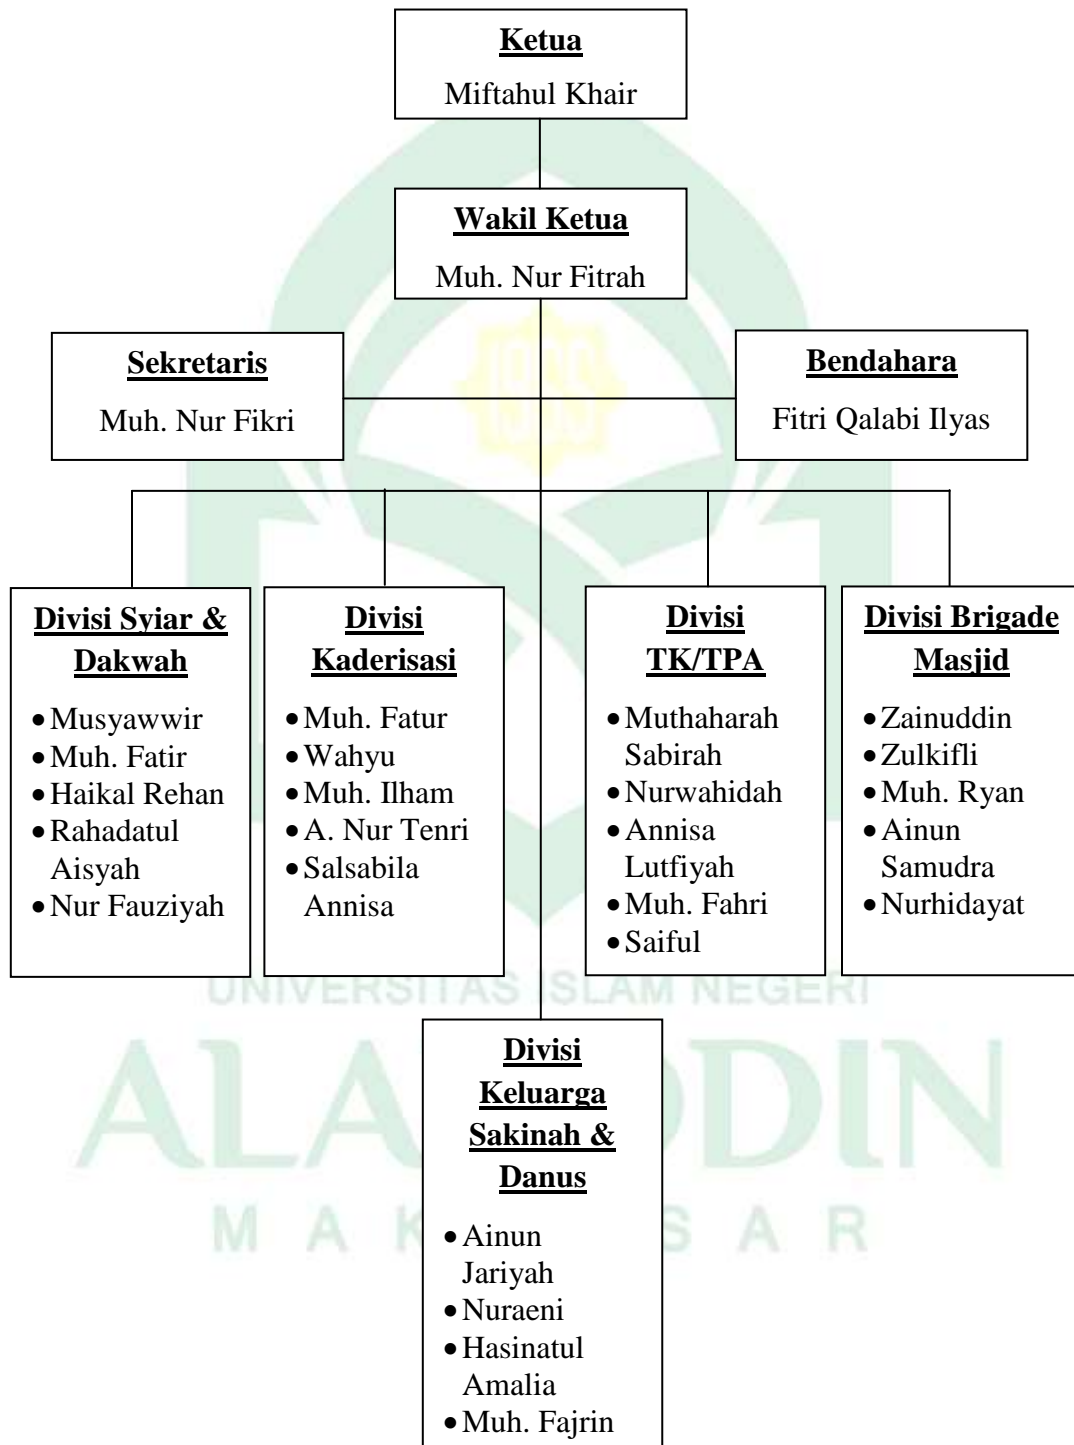 Ketua
Miftahul Khair
Wakil Ketua
Muh. Nur Fitrah
Sekretaris
Muh. Nur Fikri
Bendahara
Fitri Qalabi Ilyas
Divisi Syiar &
Dakwah
• Musyawwir
• Muh. Fatir
• Haikal Rehan
• Rahadatul
Aisyah
• Nur Fauziyah
Divisi
Kaderisasi
• Muh. Fatur
• Wahyu
• Muh. Ilham
• A. Nur Tenri
• Salsabila
Annisa
Divisi
TK/TPA
• Muthaharah
Sabirah
• Nurwahidah
• Annisa
Lutfiyah
• Muh. Fahri
• Saiful
Divisi Brigade
Masjid
• Zainuddin
• Zulkifli
• Muh. Ryan
• Ainun
Samudra
• Nurhidayat
UNIVERSITAS ISLAM NEGERI
Divisi
Keluarga
Sakinah &
Danus
• Ainun
Jariyah
• Nuraeni
• Hasinatul
Amalia
• Muh. Fajrin